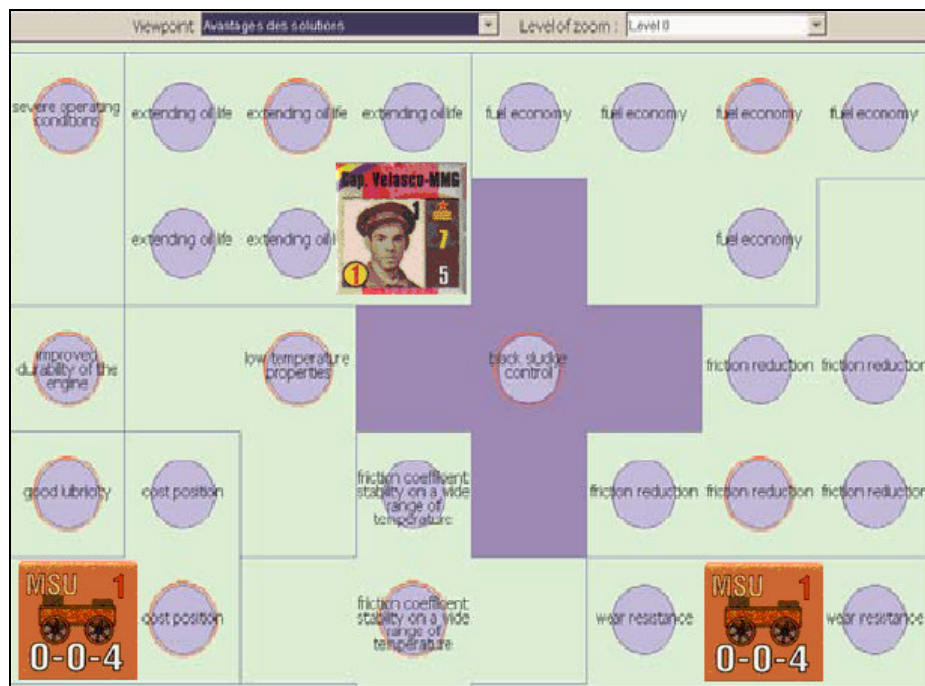 Viewpoint Avastages des solutions Level of zoom : Level 0
severe operating conditions
extending oil life extending oil life extending oil life fuel economy fuel economy fuel economy fuel economy
Cap. Velascu-MMG
1
7
1 5
extending oil life extending oil fuel economy
improved durability of the engine
low temperature properties
black sludge control
friction reduction friction reduction
good lubricity cost position
friction coefficient stability on a wide range of temperature
friction reduction friction reduction friction reduction
MSU 1
0-0-4
cost position
friction coefficient stability on a wide range of temperature
wear resistance
MSU 1
0-0-4
wear resistance